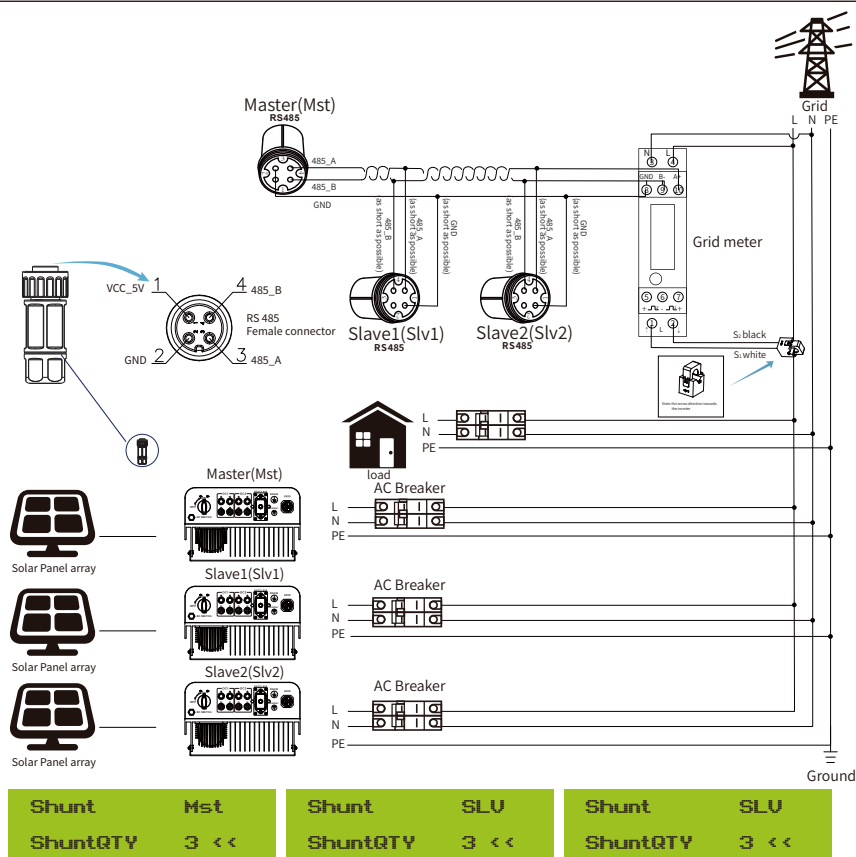 Grid
L N PE
Master(Mst)
RS485
485_A
485_B
GND
N L
GND B- A+
Grid meter
485_B
(as short as possible)
485_A
(as short as possible)
GND
(as short as possible)
485_B
(as short as possible)
485_A
(as short as possible)
GND
(as short as possible)
VCC_5V 1
4 485_B
RS 485
Female connector
GND 2
3 485_A
Slave1(Slv1)
RS485
Slave2(Slv2)
RS485
5 6 7
1 L 2
S2 black
S1 white
L
N
PE
load
Master(Mst)
AC Breaker
L
N
PE
Solar Panel array
Slave1(Slv1)
AC Breaker
L
N
PE
Solar Panel array
Slave2(Slv2)
AC Breaker
L
N
PE
Solar Panel array
Ground
Shunt Mst
ShuntQTY 3 <<
Shunt SLV
ShuntQTY 3 <<
Shunt SLV
ShuntQTY 3 <<